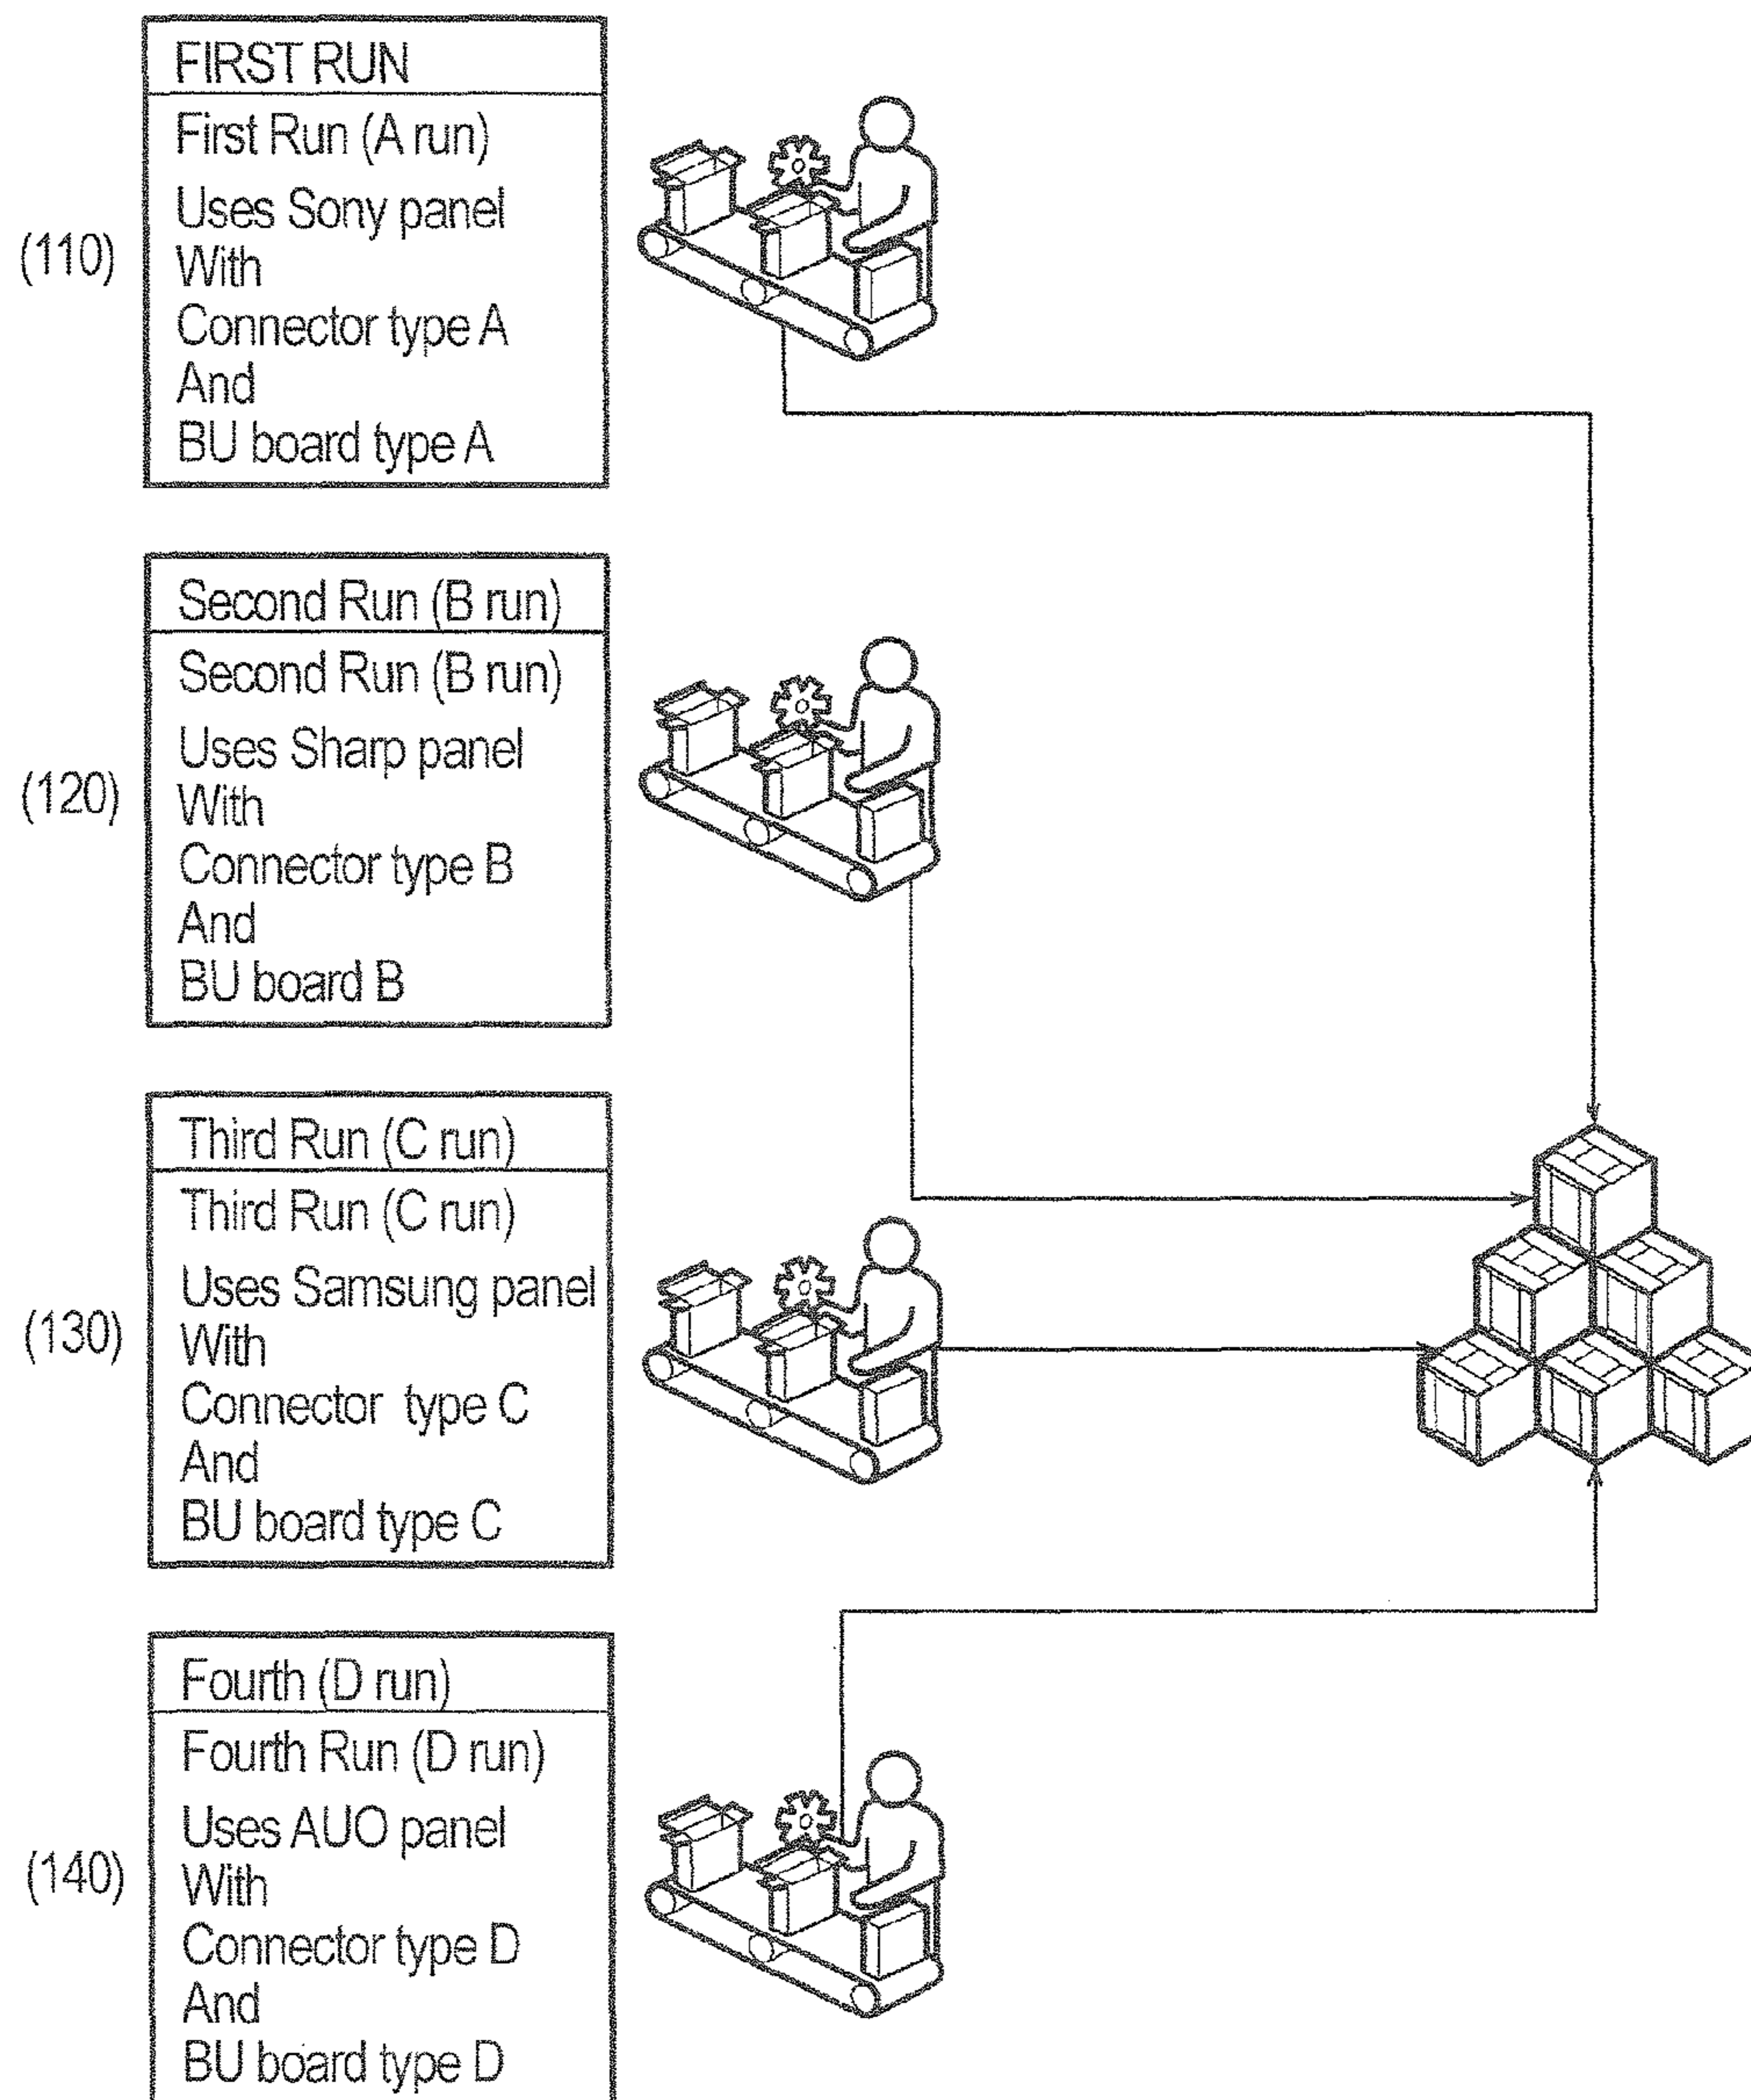 FIRST RUN
First Run (A run)
Uses Sony panel
(110)
With
Connector type A
And
BU board type A
Second Run (B run)
Second Run (B run)
Uses Sharp panel
(120)
With
Connector type B
And
BU board B
Third Run (C run)
Third Run (C run)
Uses Samsung panel
(130)
With
Connector type C
And
BU board type C
Fourth (D run)
Fourth Run (D run)
Uses AUO panel
(140)
With
Connector type D
And
BU board type D